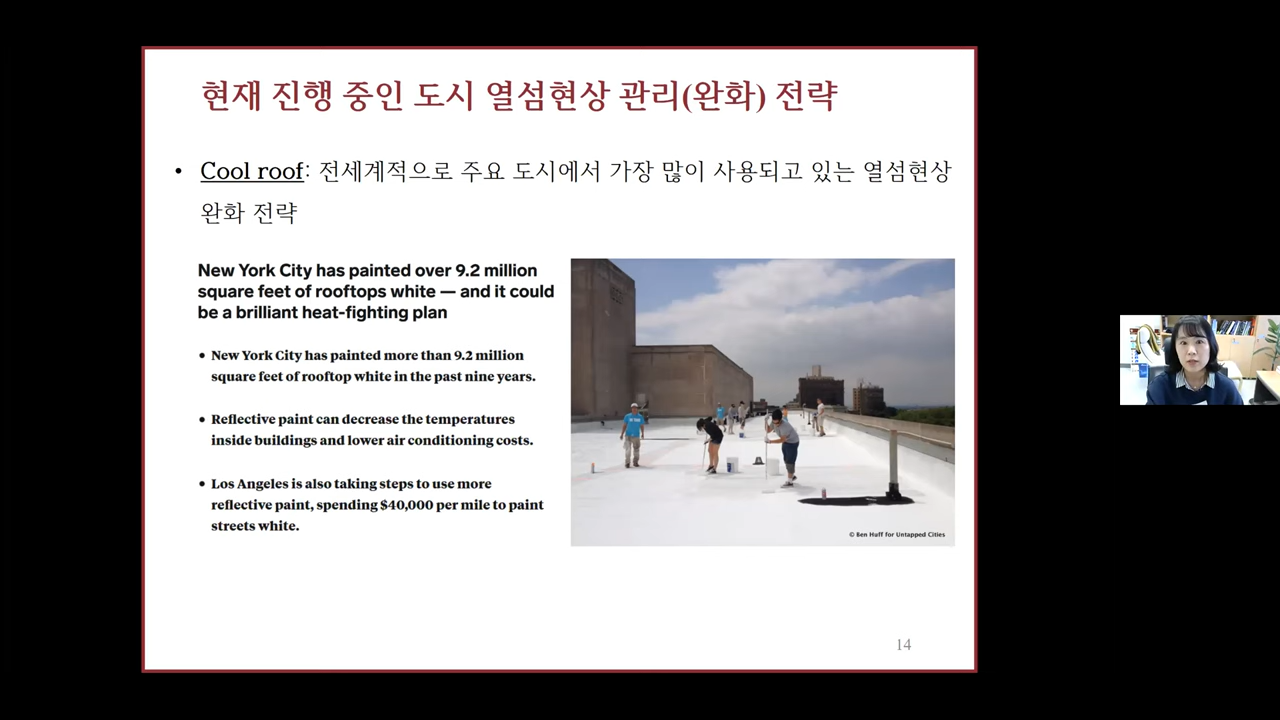 현재 진행 중인 도시 열섬현상 관리(완화) 전략
• Cool roof: 전세계적으로 주요 도시에서 가장 많이 사용되고 있는 열섬현상
완화 전략
New York City has painted over 9.2 million
square feet of rooftops white — and it could
be a brilliant heat-fighting plan
• New York City has painted more than 9.2 million
square feet of rooftop white in the past nine years.
• Reflective paint can decrease the temperatures
inside buildings and lower air conditioning costs.
• Los Angeles is also taking steps to use more
reflective paint, spending $40,000 per mile to paint
streets white.
© Ben Huff for Untapped Cities
14